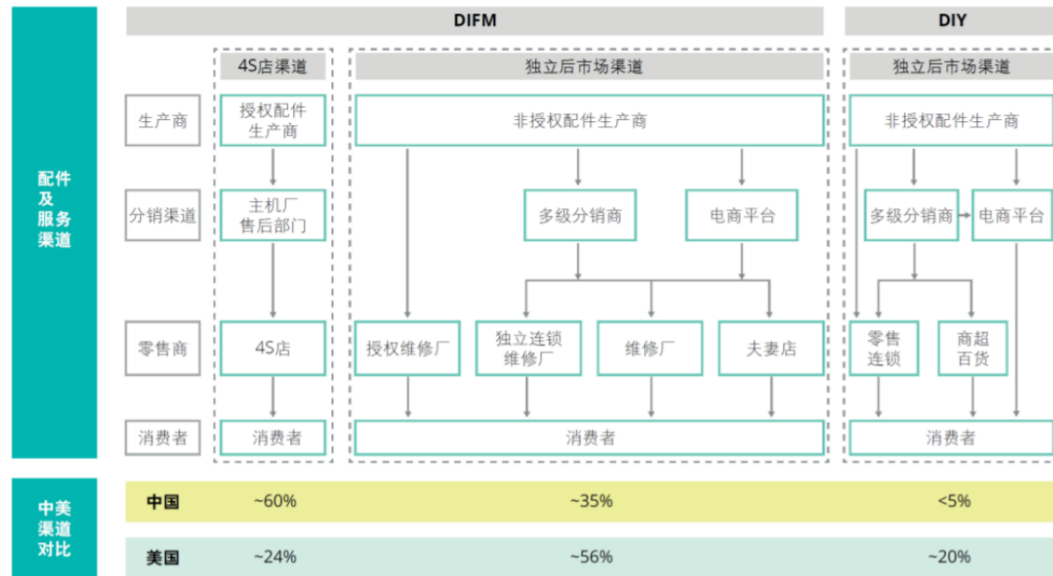 DIFM
DIY
4S店渠道
独立后市场渠道
独立后市场渠道
配件
及
服务
渠道
生产商
授权配件
生产商
非授权配件生产商
非授权配件生产商
分销渠道
主机厂
售后部门
多级分销商
电商平台
多级分销商
电商平台
零售商
4S店
授权维修厂
独立连锁
维修厂
维修厂
夫妻店
零售
连锁
商超
百货
消费者
消费者
消费者
消费者
中美
渠道
对比
中国
~60%
~35%
<5%
美国
~24%
~56%
~20%